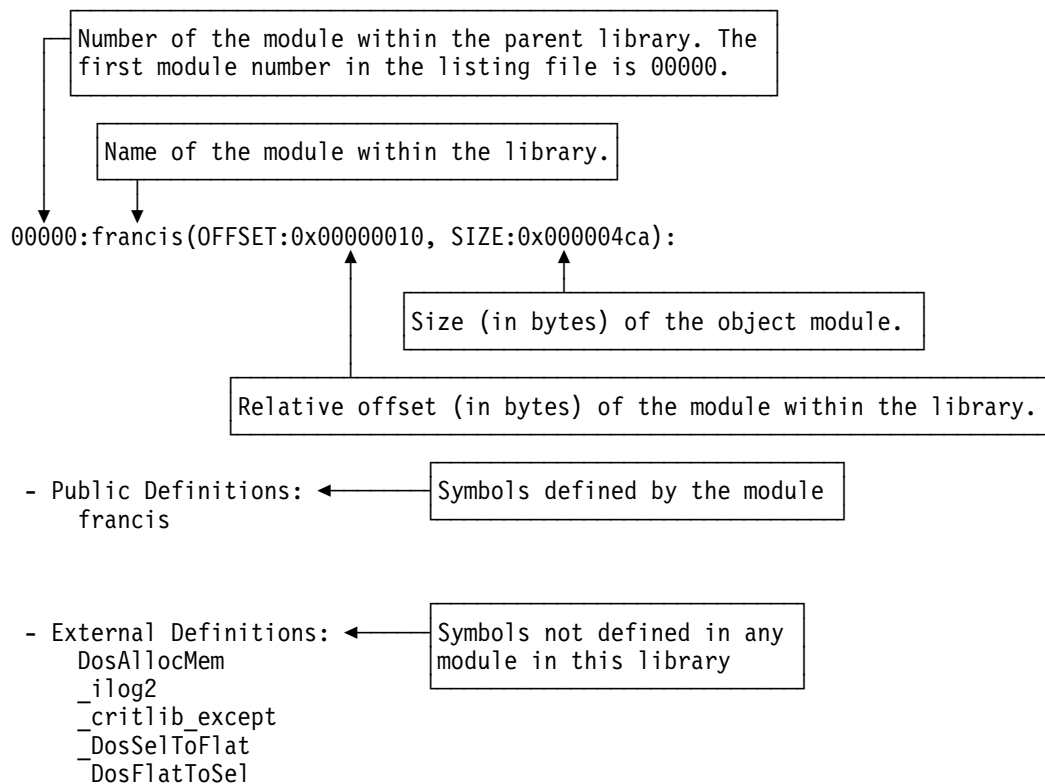 Number of the module within the parent library. The
first module number in the listing file is 00000.
Name of the module within the library.
00000:francis(OFFSET:0x00000010, SIZE:0x000004ca):
Size (in bytes) of the object module.
Relative offset (in bytes) of the module within the library.
- Public Definitions:
Symbols defined by the module
francis
- External Definitions:
Symbols not defined in any
module in this library
DosAllocMem
_ilog2
_critlib_except
_DosSelToFlat
_DosFlatToSel